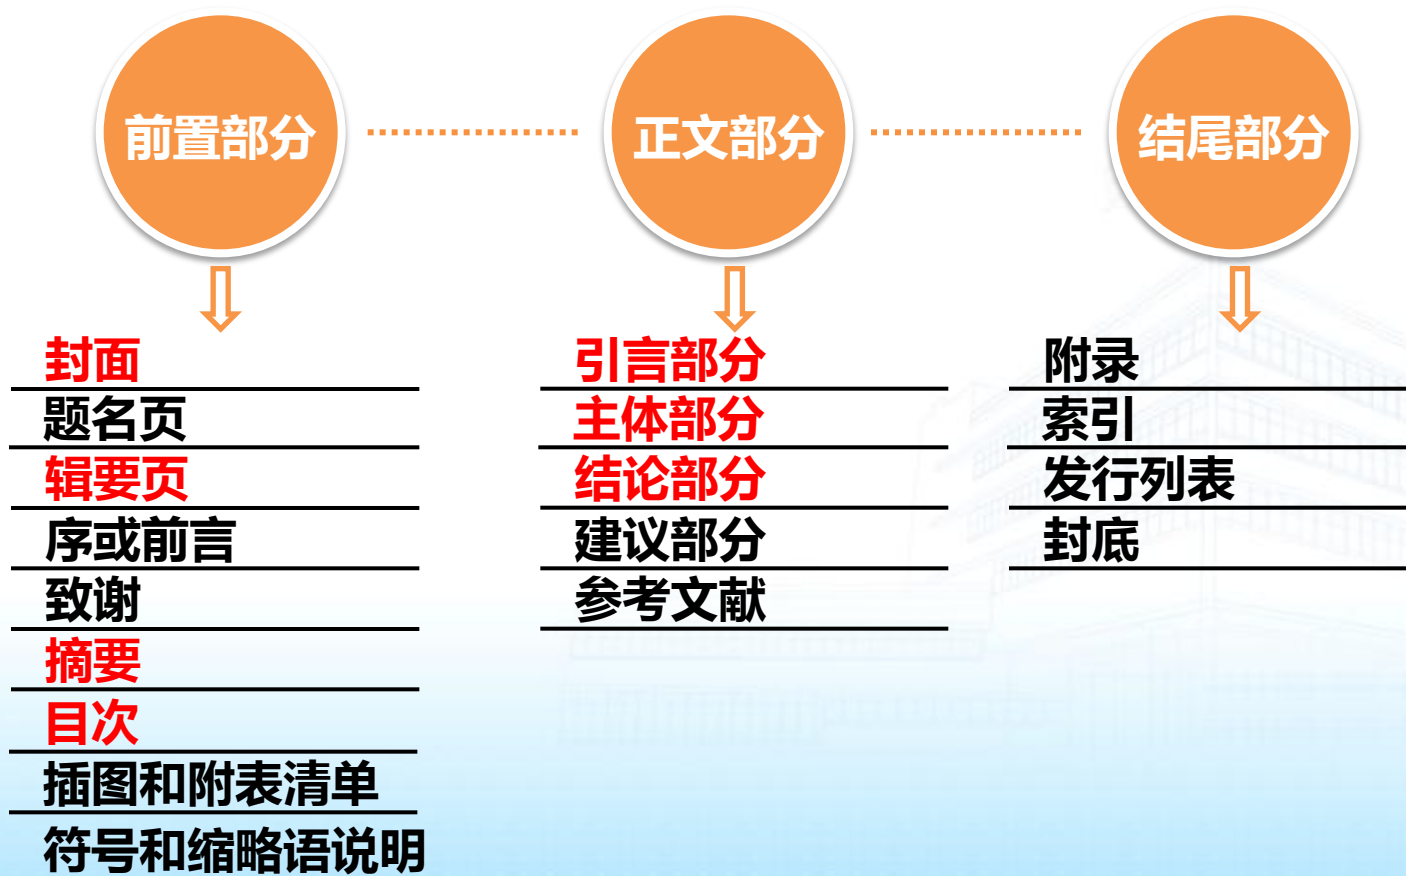 前置部分
正文部分
结尾部分
封面
题名页
辑要页
序或前言
致谢
摘要
目次
插图和附表清单
符号和缩略语说明
引言部分
主体部分
结论部分
建议部分
参考文献
附录
索引
发行列表
封底